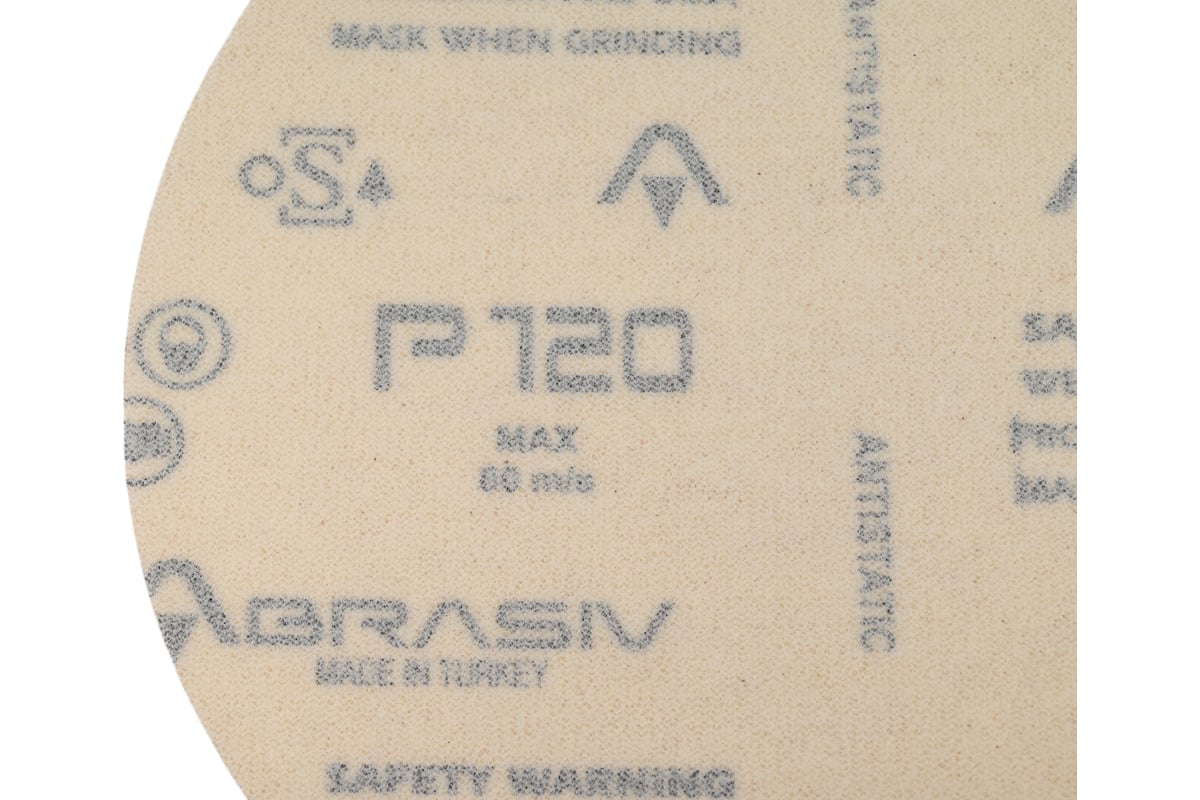 MASK WHEN GRINDING
ANTISTATIC
S
P120
MAX
80 m/s
ANTISTATIC
ABRASIV
MADE IN TURKEY
SAFETY WARNING